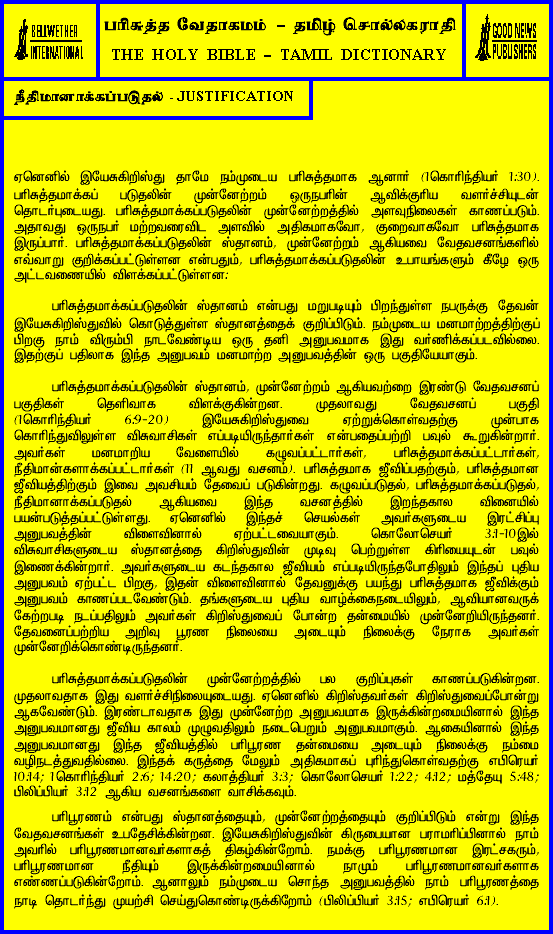 BELLWETHER
INTERNATIONAL
பரிசுத்த வேதாகமம் – தமிழ் சொல்லகராதி
THE HOLY BIBLE – TAMIL DICTIONARY
GOOD NEWS
PUBLISHERS
நீதிமானாக்கப்படுதல் - JUSTIFICATION
ஏனெனில் இயேசுகிறிஸ்து தாமே நம்முடைய பரிசுத்தமாக ஆனார் (1கொரிந்தியர் 1:30).
பரிசுத்தமாக்கப் படுதலின் முன்னேற்றம் ஒருநபரின் ஆவிக்குரிய வளர்ச்சியுடன்
தொடர்புடையது. பரிசுத்தமாக்கப்படுதலின் முன்னேற்றத்தில் அளவுநிலைகள் காணப்படும்.
அதாவது ஒருநபர் மற்றவரைவிட அளவில் அதிகமாகவோ, குறைவாகவோ பரிசுத்தமாக
இருப்பார். பரிசுத்தமாக்கப்படுதலின் ஸ்தானம், முன்னேற்றம் ஆகியவை வேதவசனங்களில்
எவ்வாறு குறிக்கப்பட்டுள்ளன என்பதும், பரிசுத்தமாக்கப்படுதலின் உபாயங்களும் கீழே ஒரு
அட்டவணையில் விளக்கப்பட்டுள்ளன:
பரிசுத்தமாக்கப்படுதலின் ஸ்தானம் என்பது மறுபடியும் பிறந்துள்ள நபருக்கு தேவன்
இயேசுகிறிஸ்துவில் கொடுத்துள்ள ஸ்தானத்தைக் குறிப்பிடும். நம்முடைய மனமாற்றத்திற்குப்
பிறகு நாம் விரும்பி நாடவேண்டிய ஒரு தனி அனுபவமாக இது வர்ணிக்கப்படவில்லை.
இதற்குப் பதிலாக இந்த அனுபவம் மனமாற்ற அனுபவத்தின் ஒரு பகுதியேயாகும்.
பரிசுத்தமாக்கப்படுதலின் ஸ்தானம், முன்னேற்றம் ஆகியவற்றை இரண்டு வேதவசனப்
பகுதிகள் தெளிவாக விளக்குகின்றன. முதலாவது வேதவசனப் பகுதி
(1கொரிந்தியர் 6:9-20) இயேசுகிறிஸ்துவை ஏற்றுக்கொள்வதற்கு முன்பாக
கொரிந்துவிலுள்ள விசுவாசிகள் எப்படியிருந்தார்கள் என்பதைப்பற்றி பவுல் கூறுகின்றார்.
அவர்கள் மனமாறிய வேளையில் கழுவப்பட்டார்கள், பரிசுத்தமாக்கப்பட்டார்கள்,
நீதிமான்களாக்கப்பட்டார்கள் (11 ஆவது வசனம்). பரிசுத்தமாக ஜீவிப்பதற்கும், பரிசுத்தமான
ஜீவியத்திற்கும் இவை அவசியம் தேவைப் படுகின்றது. கழுவப்படுதல், பரிசுத்தமாக்கப்படுதல்,
நீதிமானாக்கப்படுதல் ஆகியவை இந்த வசனத்தில் இறந்தகால வினையில்
பயன்படுத்தப்பட்டுள்ளது. ஏனெனில் இந்தச் செயல்கள் அவர்களுடைய இரட்சிப்பு
அனுபவத்தின் விளைவினால் ஏற்பட்டவையாகும். கொலோசெயர் 3:1-10இல்
விசுவாசிகளுடைய ஸ்தானத்தை கிறிஸ்துவின் முடிவு பெற்றுள்ள கிரியையுடன் பவுல்
இணைக்கின்றார். அவர்களுடைய கடந்தகால ஜீவியம் எப்படியிருந்தபோதிலும் இந்தப் புதிய
அனுபவம் ஏற்பட்ட பிறகு, இதன் விளைவினால் தேவனுக்கு பயந்து பரிசுத்தமாக ஜீவிக்கும்
அனுபவம் காணப்படவேண்டும். தங்களுடைய புதிய வாழ்க்கைநடையிலும், ஆவியானவருக்
கேற்றபடி நடப்பதிலும் அவர்கள் கிறிஸ்துவைப் போன்ற தன்மையில் முன்னேறியிருந்தனர்.
தேவனைப்பற்றிய அறிவு பூரண நிலையை அடையும் நிலைக்கு நேராக அவர்கள்
முன்னேறிக்கொண்டிருந்தனர்.
பரிசுத்தமாக்கப்படுதலின் முன்னேற்றத்தில் பல குறிப்புகள் காணப்படுகின்றன.
முதலாவதாக இது வளர்ச்சிநிலையுடையது. ஏனெனில் கிறிஸ்தவர்கள் கிறிஸ்துவைப்போன்று
ஆகவேண்டும். இரண்டாவதாக இது முன்னேற்ற அனுபவமாக இருக்கின்றமையினால் இந்த
அனுபவமானது ஜீவிய காலம் முழுவதிலும் நடைபெறும் அனுபவமாகும். ஆகையினால் இந்த
அனுபவமானது இந்த ஜீவியத்தில் பரிபூரண தன்மையை அடையும் நிலைக்கு நம்மை
வழிநடத்துவதில்லை. இந்தக் கருத்தை மேலும் அதிகமாகப் புரிந்துகொள்வதற்கு எபிரெயர்
10:14; 1கொரிந்தியர் 2:6; 14:20; கலாத்தியர் 3:3; கொலோசெயர் 1:22; 4:12; மத்தேயு 5:48;
பிலிப்பியர் 3:12 ஆகிய வசனங்களை வாசிக்கவும்.
பரிபூரணம் என்பது ஸ்தானத்தையும், முன்னேற்றத்தையும் குறிப்பிடும் என்று இந்த
வேதவசனங்கள் உபதேசிக்கின்றன. இயேசுகிறிஸ்துவின் கிருபையான பராமரிப்பினால் நாம்
அவரில் பரிபூரணமானவர்களாகத் திகழ்கின்றோம். நமக்கு பரிபூரணமான இரட்சகரும்,
பரிபூரணமான நீதியும் இருக்கின்றமையினால் நாமும் பரிபூரணமானவர்களாக
எண்ணப்படுகின்றோம். ஆனாலும் நம்முடைய சொந்த அனுபவத்தில் நாம் பரிபூரணத்தை
நாடி தொடர்ந்து முயற்சி செய்துகொண்டிருக்கிறோம் (பிலிப்பியர் 3:15; எபிரெயர் 6:1).